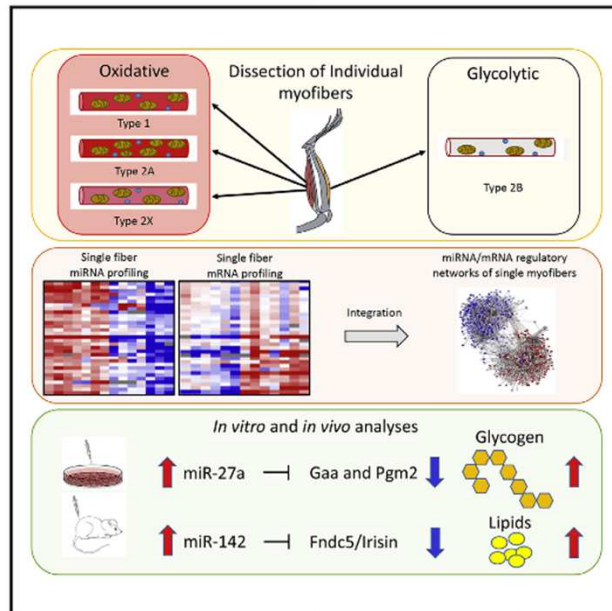 Oxidative
Dissection of Individual
myofibers
Glycolytic
Type 1
Type 2A
Type 2X
Type 2B
Single fiber
miRNA profiling
Single fiber
mRNA profiling
miRNA/mRNA regulatory
networks of single myofibers
Integration
In vitro and in vivo analyses
miR-27a
Gaa and Pgm2
Glycogen
miR-142
Fndc5/Irisin
Lipids